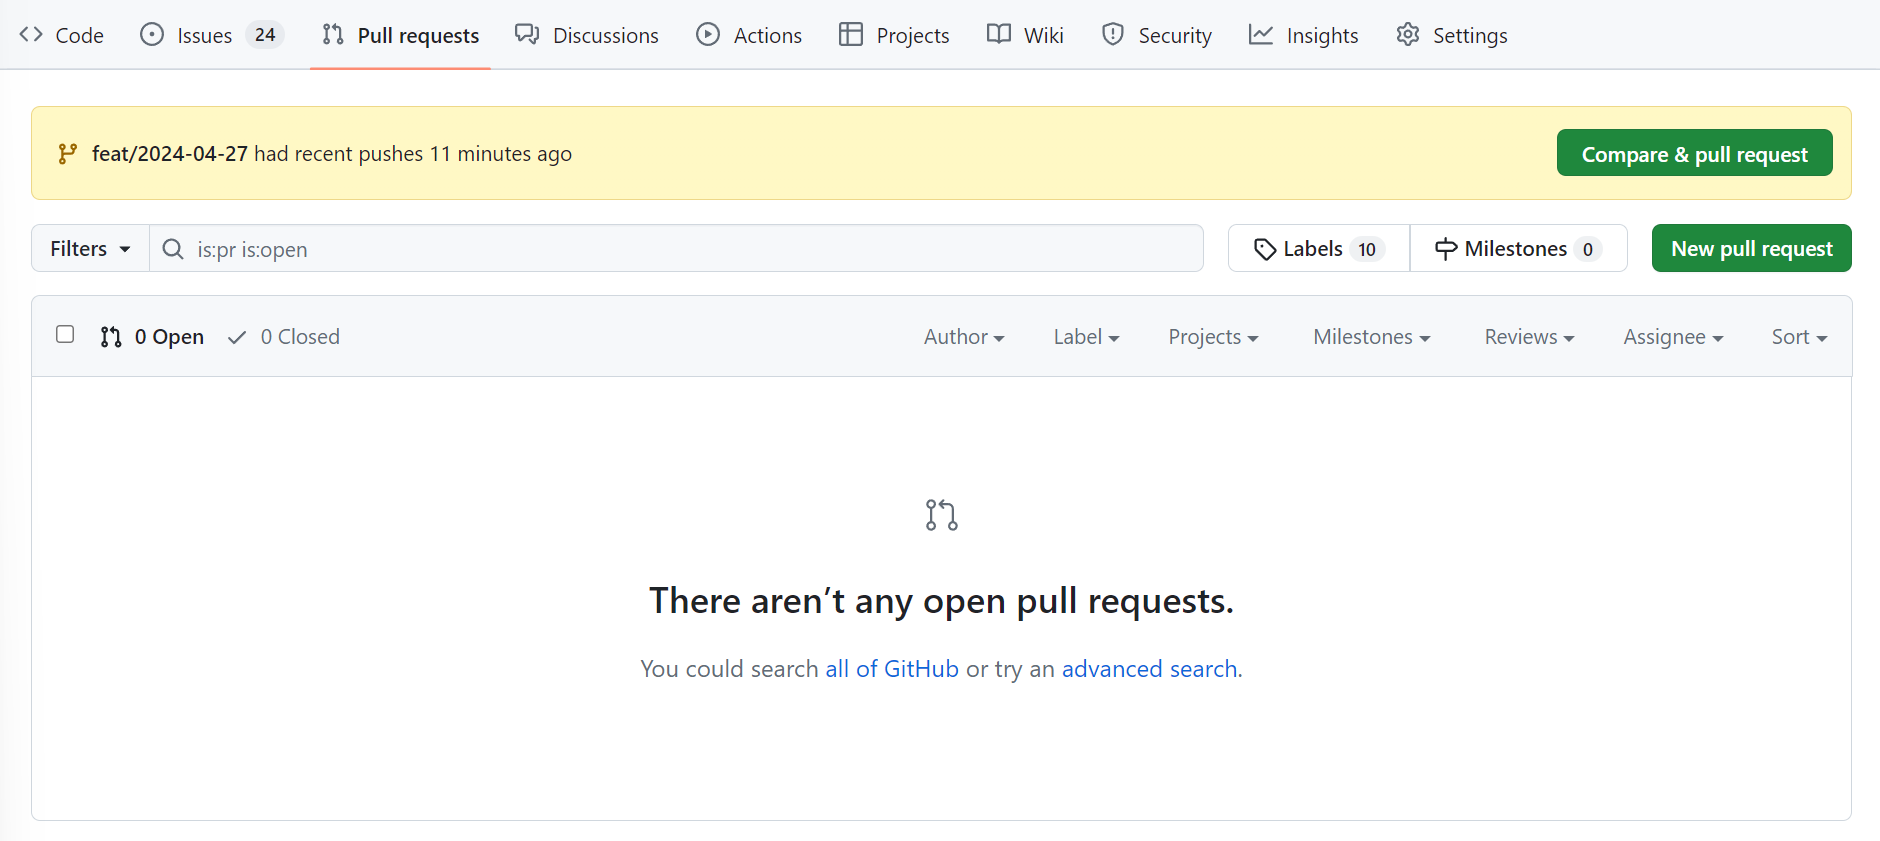 Code Issues 24 Pull requests Discussions Actions Projects Wiki Security Insights Settings
feat/2024-04-27 had recent pushes 11 minutes ago Compare & pull request
Filters is:pr is:open Labels 10 Milestones 0 New pull request
0 Open 0 Closed Author Label Projects Milestones Reviews Assignee Sort
There aren’t any open pull requests.
You could search all of GitHub or try an advanced search.